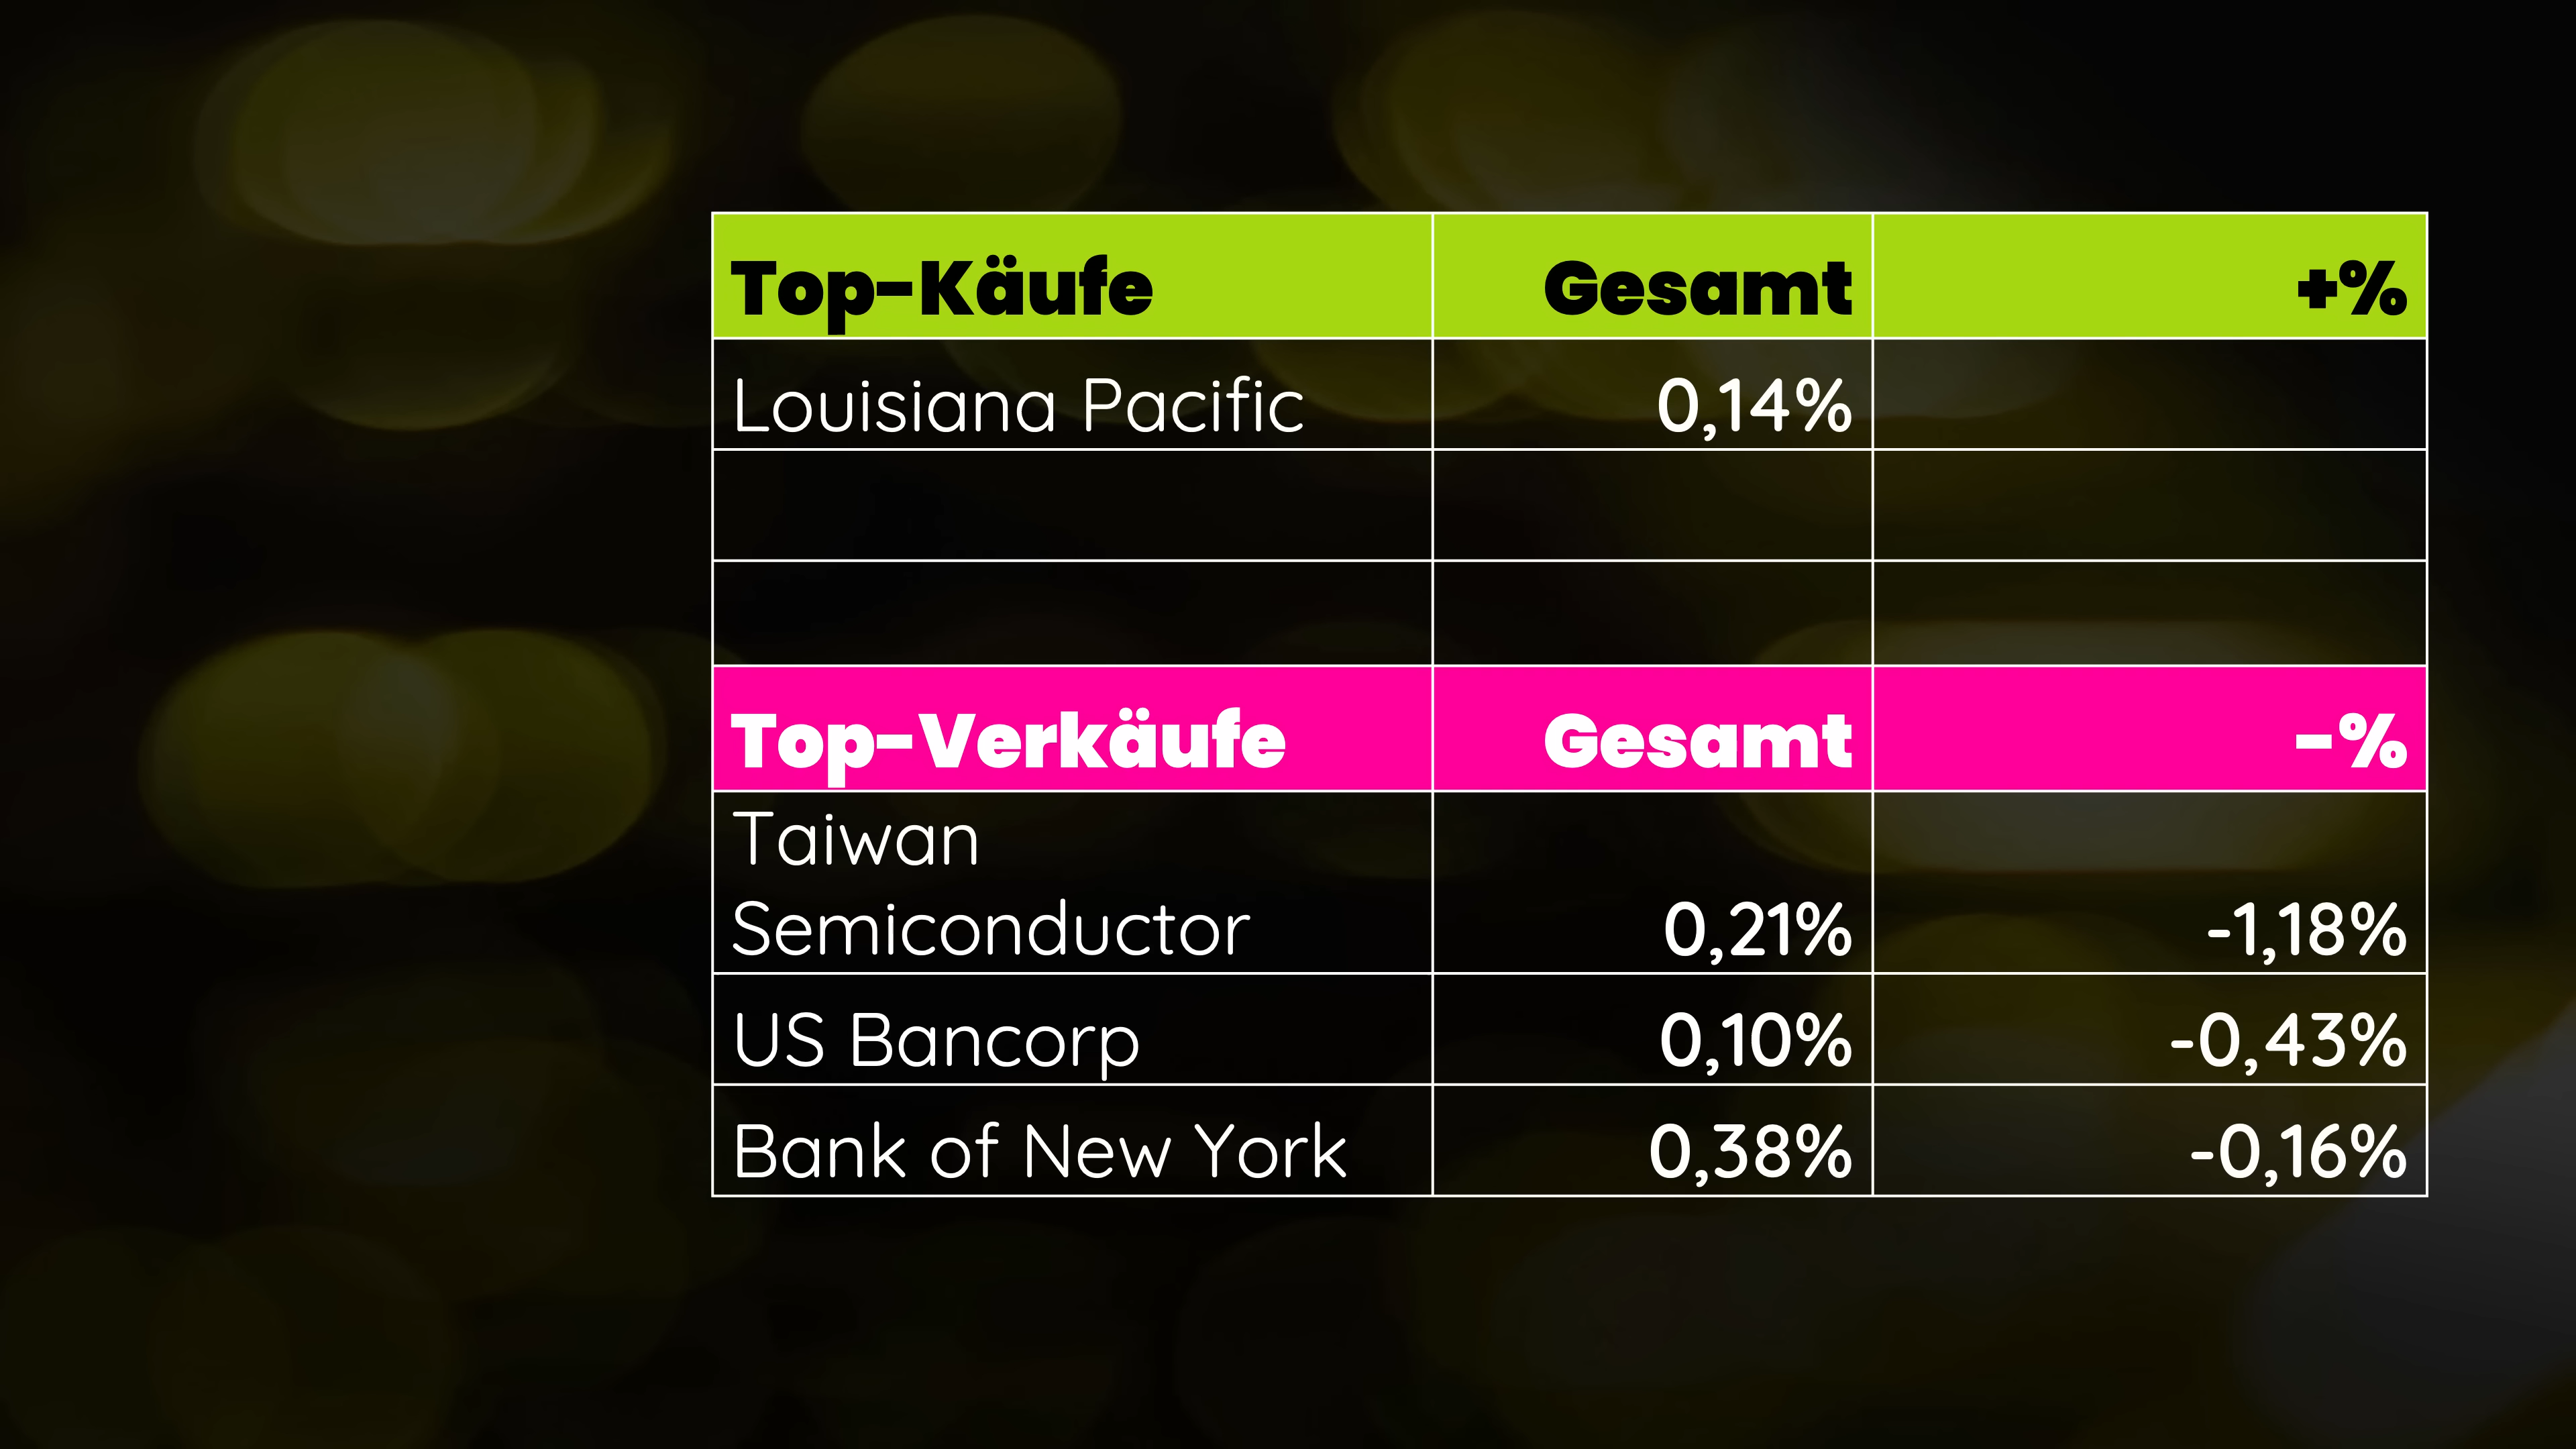 Top-Käufe Gesamt +%
Louisiana Pacific 0,14%
Top-Verkäufe Gesamt -%
Taiwan
Semiconductor 0,21% -1,18%
US Bancorp 0,10% -0,43%
Bank of New York 0,38% -0,16%